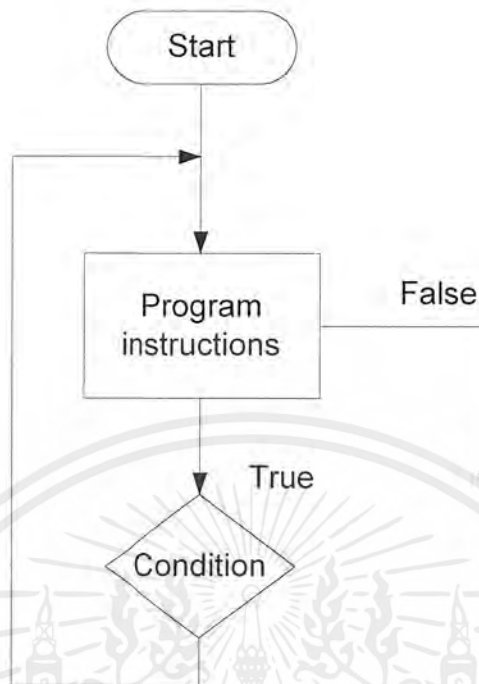 Start
Program
instructions
False
True
Condition